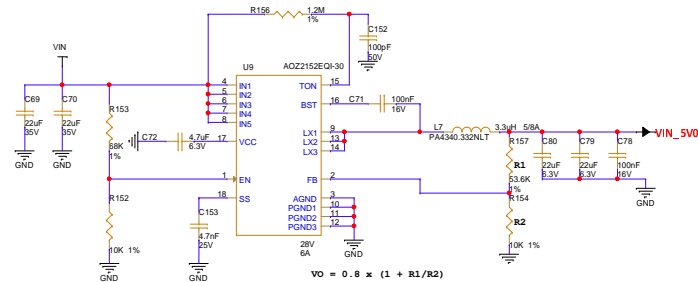 R156 1.2M
1%
C152
100pF
50V
VIN
U9 AOZ2152EQI-30
4 IN1 TON 15
5 IN2
6 IN3 BST 16 C71 100nF
7 IN4 16V
8 IN5
C69 C70 R153
22uF 22uF
35V 35V
68K
1%
GND GND
C72 4.7uF 17 VCC
6.3V
LX1 9
LX2 13
LX3 14
L7 3.3uH 5/8A
PA4340.332NLT
R157 C80 C79 C78
VIN_5V0
R1 22uF 22uF 100nF
6.3V 6.3V 16V
53.6K
1%
GND
1 EN FB 2
R152 18 SS AGND 3
R154
C153 PGND1 10
PGND2 11
PGND3 12
R2
4.7nF
25V
10K 1% 10K 1%
28V
6A
GND GND GND GND
VO = 0.8 x (1 + R1/R2)